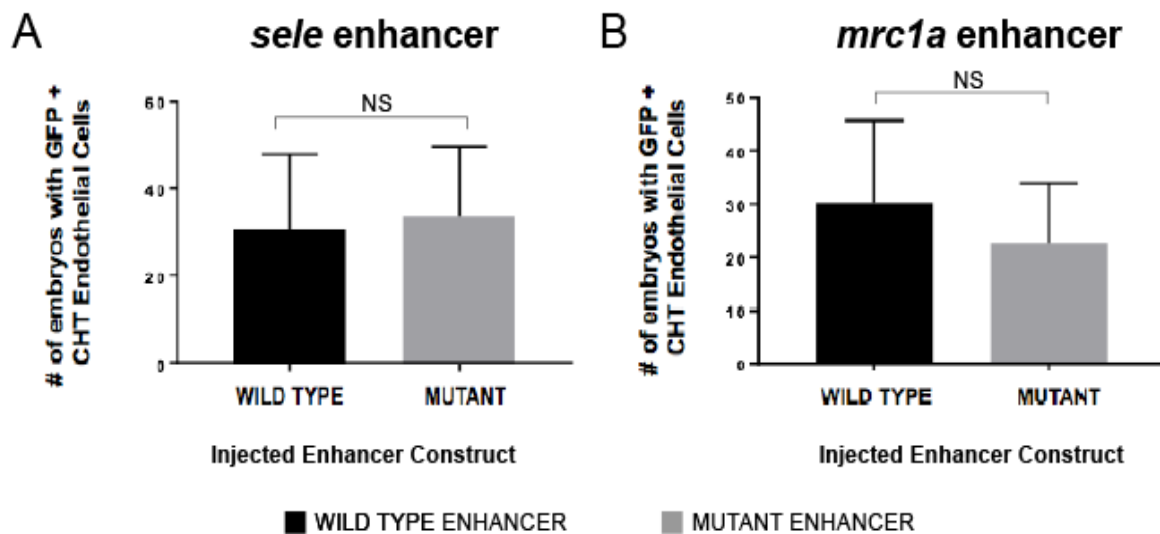 A
sele enhancer
# of embryos with GFP +
CHT Endothelial Cells
60
40
20
0
NS
WILD TYPE
MUTANT
Injected Enhancer Construct
B
mrc1a enhancer
# of embryos with GFP +
CHT Endothelial Cells
50
40
30
20
10
0
NS
WILD TYPE
MUTANT
Injected Enhancer Construct
WILD TYPE ENHANCER
MUTANT ENHANCER